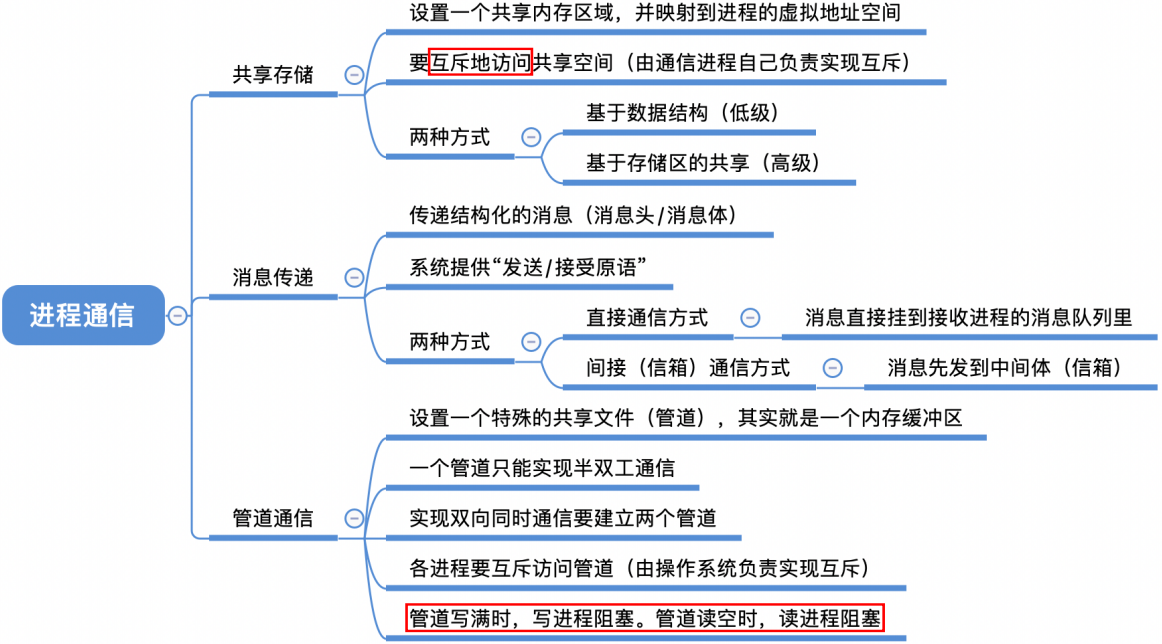 设置一个共享内存区域，并映射到进程的虚拟地址空间
要互斥地访问共享空间（由通信进程自己负责实现互斥）
共享存储
基于数据结构（低级）
两种方式
基于存储区的共享（高级）
传递结构化的消息（消息头/消息体）
系统提供“发送/接受原语”
消息传递
直接通信方式
消息直接挂到接收进程的消息队列里
两种方式
间接（信箱）通信方式
消息先发到中间体（信箱）
进程通信
设置一个特殊的共享文件（管道），其实就是一个内存缓冲区
一个管道只能实现半双工通信
管道通信
实现双向同时通信要建立两个管道
各进程要互斥访问管道（由操作系统负责实现互斥）
管道写满时，写进程阻塞。管道读空时，读进程阻塞